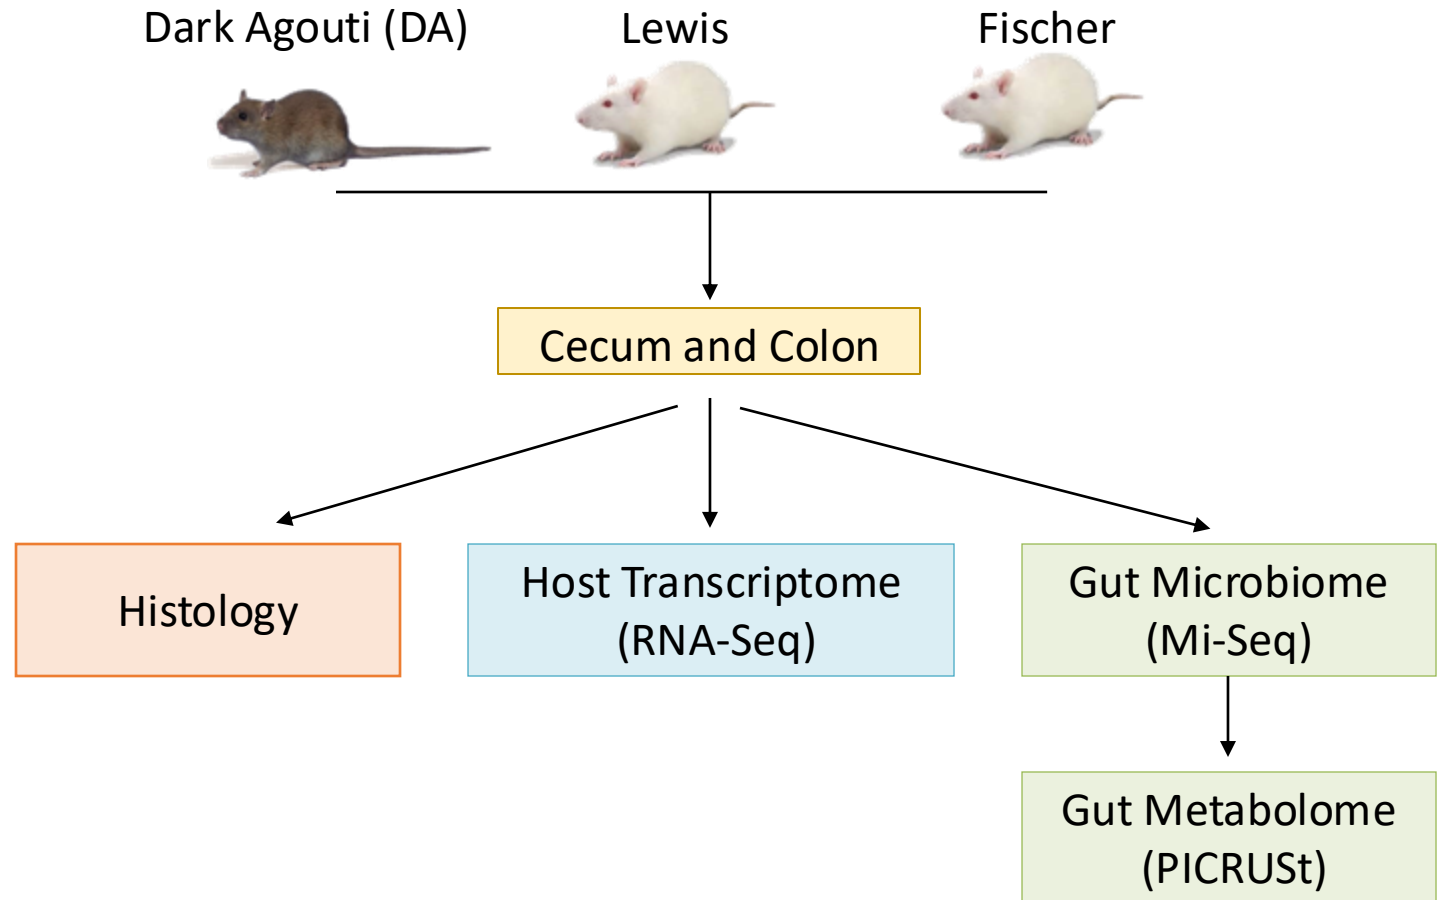 Dark Agouti (DA)
Lewis
Fischer
Cecum and Colon
Histology
Host Transcriptome
(RNA-Seq)
Gut Microbiome
(Mi-Seq)
Gut Metabolome
(PICRUSt)